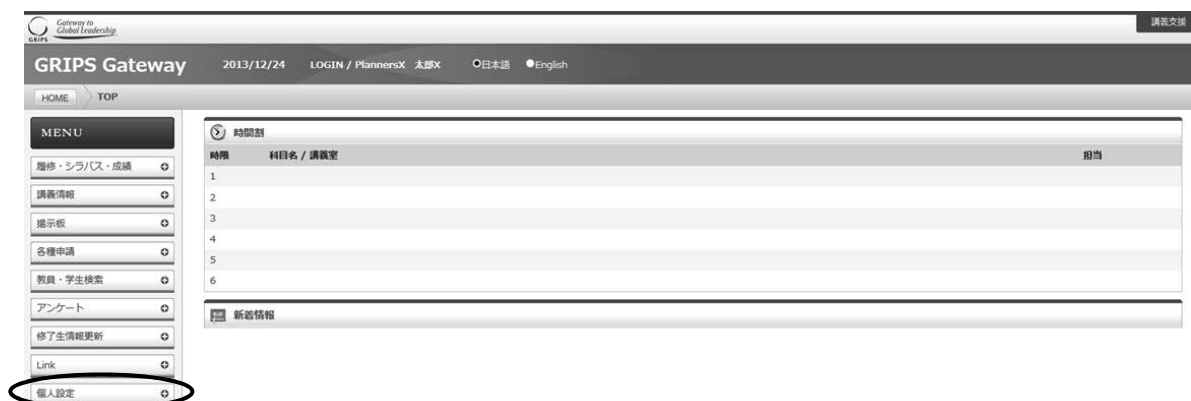 Gateway to
Global Leadership
GRIPS
講義支援
GRIPS Gateway 2013/12/24 LOGIN / PlannersX 太郎X 日本語 English
HOME TOP
MENU
履修・シラバス・成績
講義情報
掲示板
各種申請
教員・学生検索
アンケート
修了生情報更新
Link
個人設定
時間割
時限 科目名 / 講義室 担当
1
2
3
4
5
6
新着情報